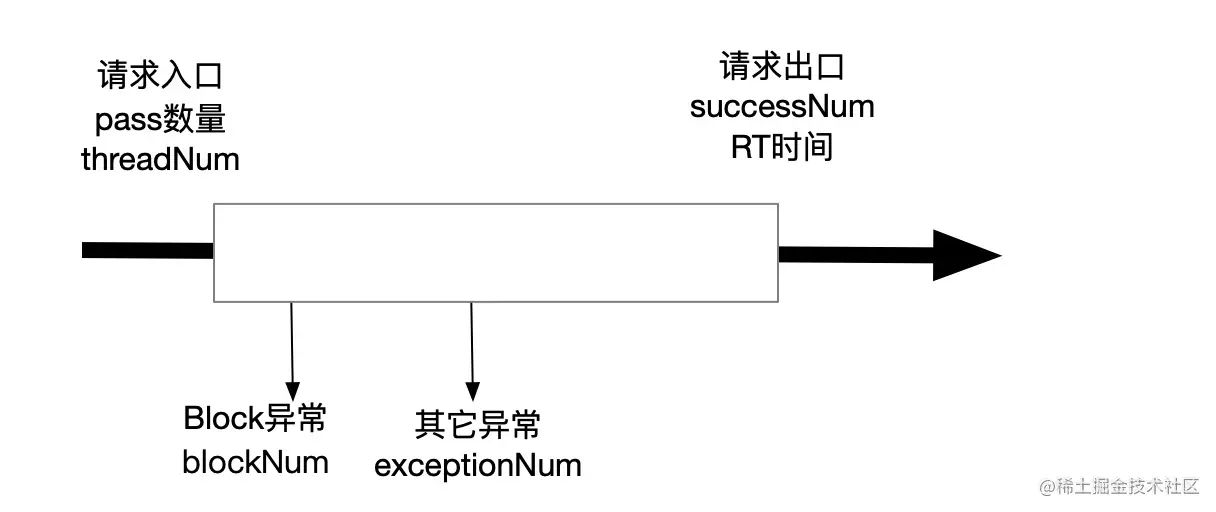 请求入口
pass数量
threadNum
请求出口
successNum
RT时间
Block异常
blockNum
其它异常
exceptionNum
@稀土掘金技术社区